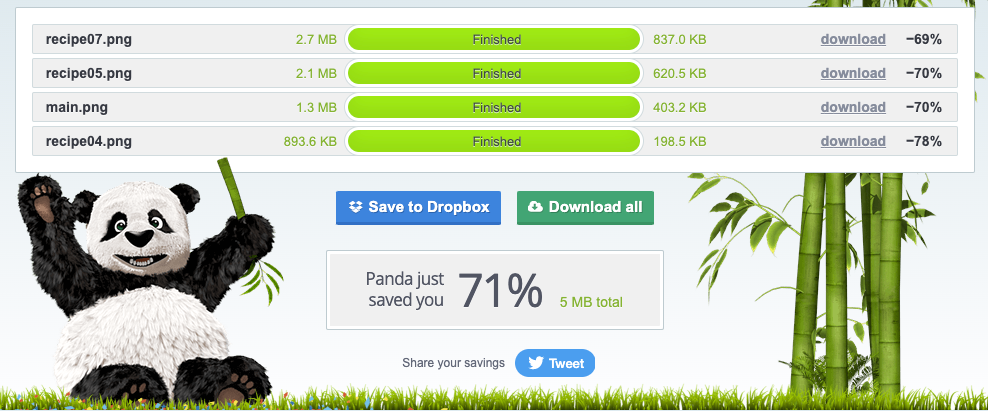 recipe07.png 2.7 MB Finished 837.0 KB download −69%
recipe05.png 2.1 MB Finished 620.5 KB download −70%
main.png 1.3 MB Finished 403.2 KB download −70%
recipe04.png 893.6 KB Finished 198.5 KB download −78%
Save to Dropbox Download all
Panda just
saved you 71% 5 MB total
Share your savings Tweet